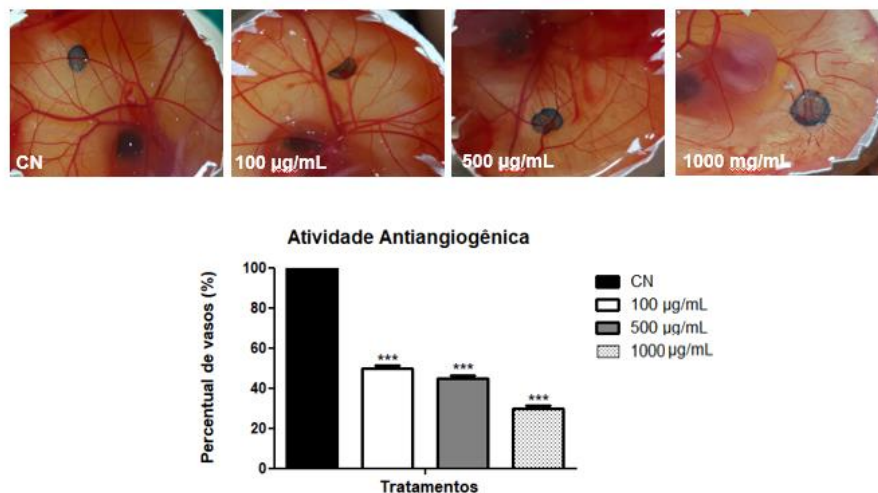 CN
100 µg/mL
500 µg/mL
1000 mg/mL
Atividade Antiangiogênica
Percentual de vasos (%)
100
80
60
40
20
0
***
***
***
Tratamentos
CN
100 µg/mL
500 µg/mL
1000 µg/mL